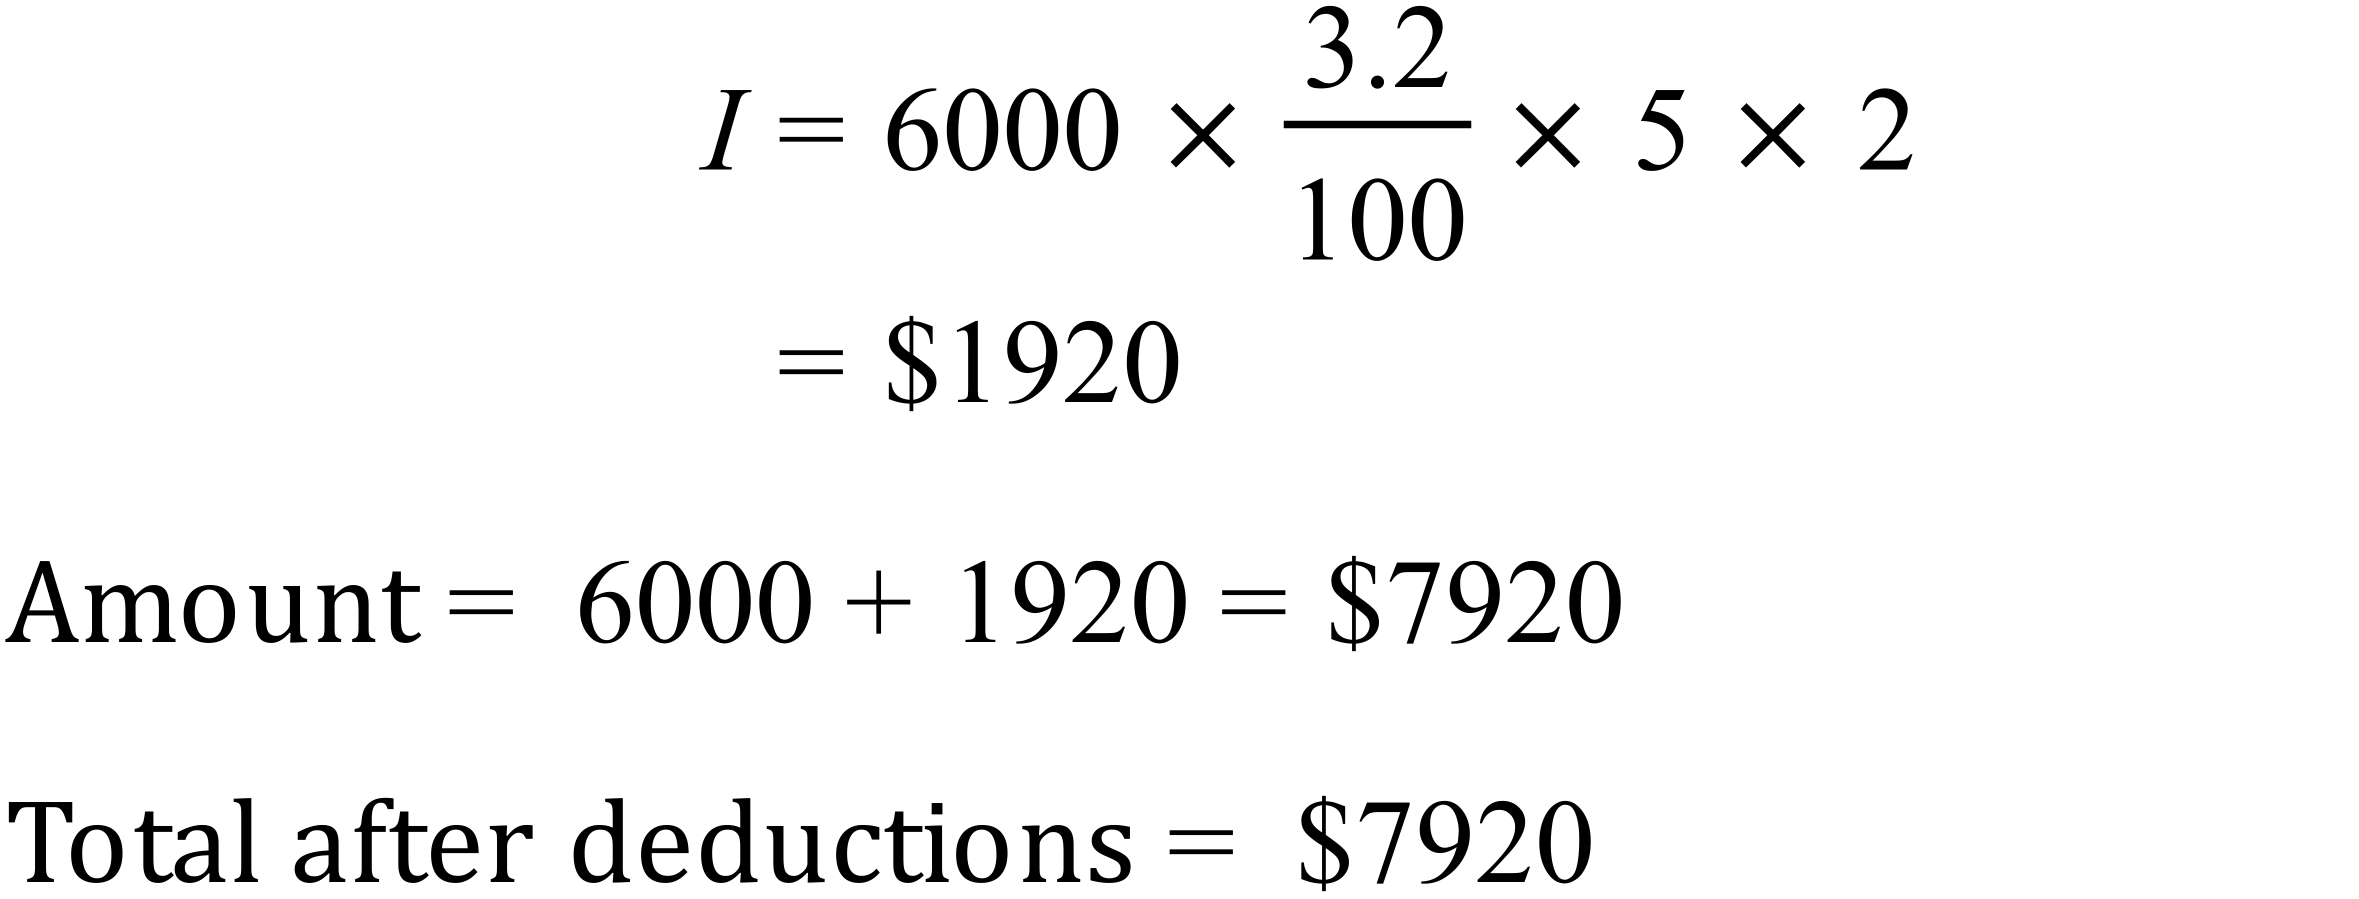 I = 6000 × 3.2/100 × 5 × 2
= $1920
Amount = 6000 + 1920 = $7920
Total after deductions = $7920